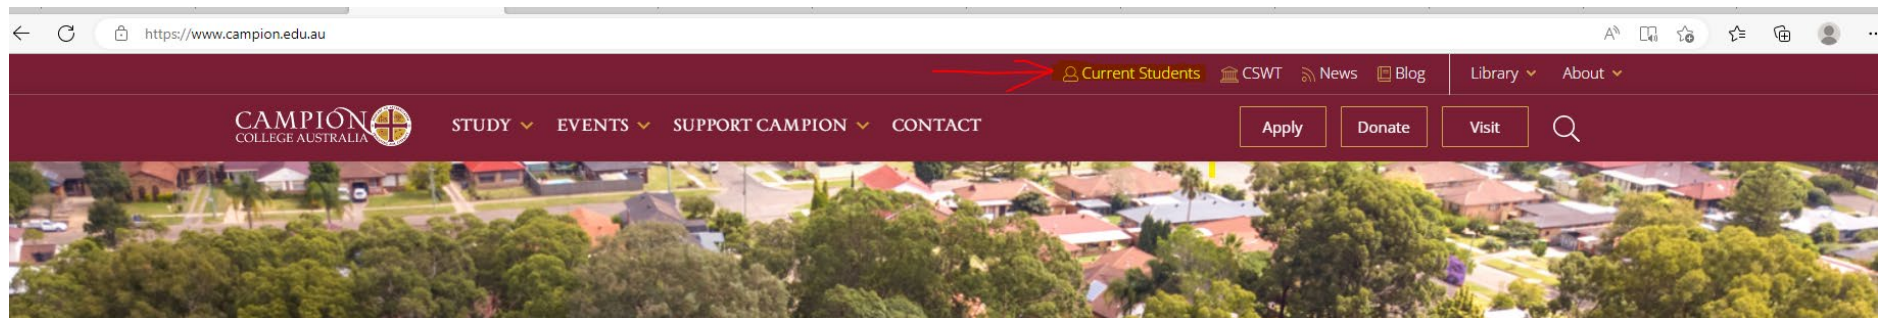 https://www.campion.edu.au
Current Students CSWT News Blog Library About
CAMPION
COLLEGE AUSTRALIA
STUDY EVENTS SUPPORT CAMPION CONTACT
Apply Donate Visit